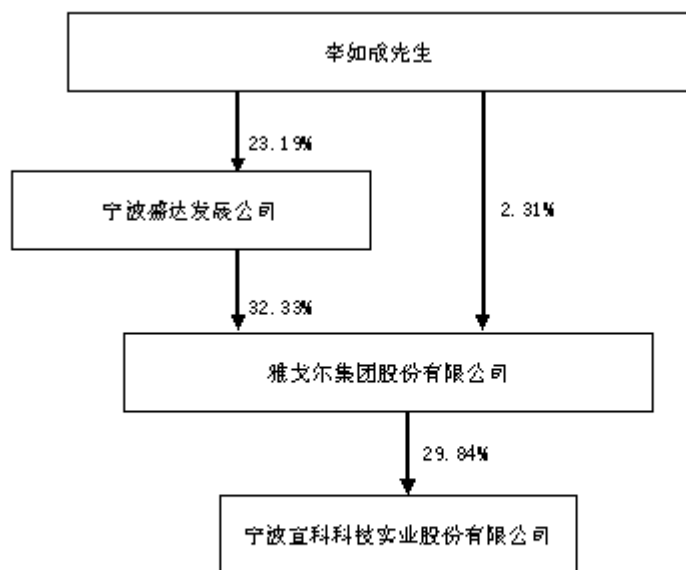 李如成先生
23.19%
宁波盛达发展公司
2.31%
32.33%
雅戈尔集团股份有限公司
29.84%
宁波宜科科技实业股份有限公司